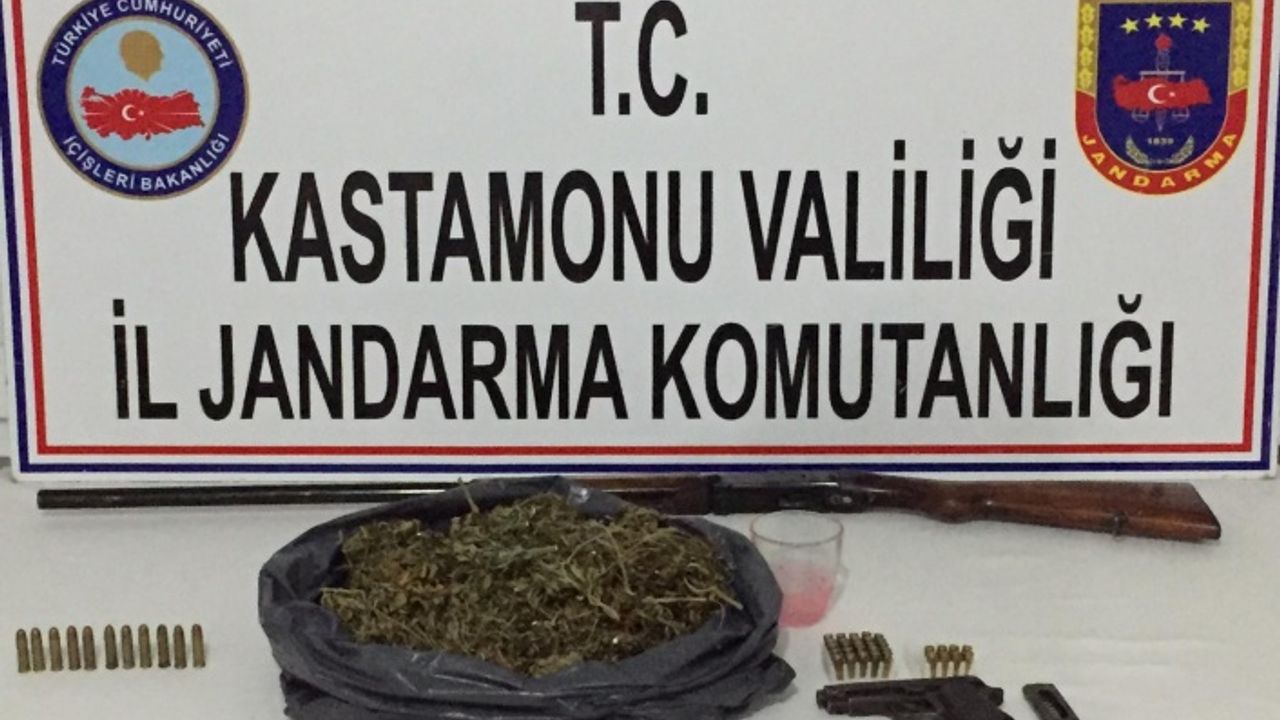 TÜRKİYE CUMHURİYETİ
İÇİŞLERİ BAKANLIĞI
T.C.
KASTAMONU VALİLİĞİ
İL JANDARMA KOMUTANLIĞI
1839
JANDARMA